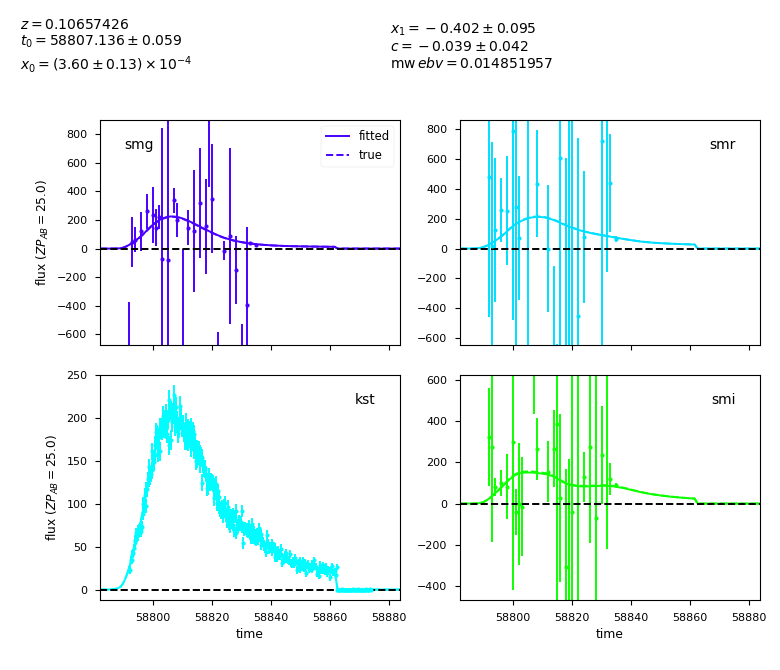 z = 0.10657426
t0 = 58807.136 ± 0.059
x0 = (3.60 ± 0.13) × 10^−4
x1 = −0.402 ± 0.095
c = −0.039 ± 0.042
mw ebv = 0.014851957
smg
fitted
true
800
600
400
200
0
−200
−400
−600
flux (ZP_AB = 25.0)
smr
800
600
400
200
0
−200
−400
−600
kst
250
200
150
100
50
0
flux (ZP_AB = 25.0)
58800 58820 58840 58860 58880
time
smi
600
400
200
0
−200
−400
58800 58820 58840 58860 58880
time